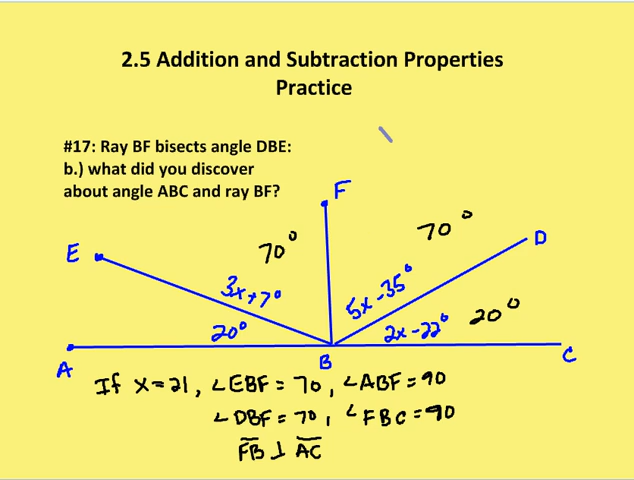 2.5 Addition and Subtraction Properties
Practice
#17: Ray BF bisects angle DBE:
b.) what did you discover
about angle ABC and ray BF?
F
70°
70°
E
D
3x+7°
5x-35°
20°
2x-22°
20°
A
B
C
If x=21, ∠EBF=70, ∠ABF=90
∠DBF=70, ∠FBC=90
FB ⊥ AC